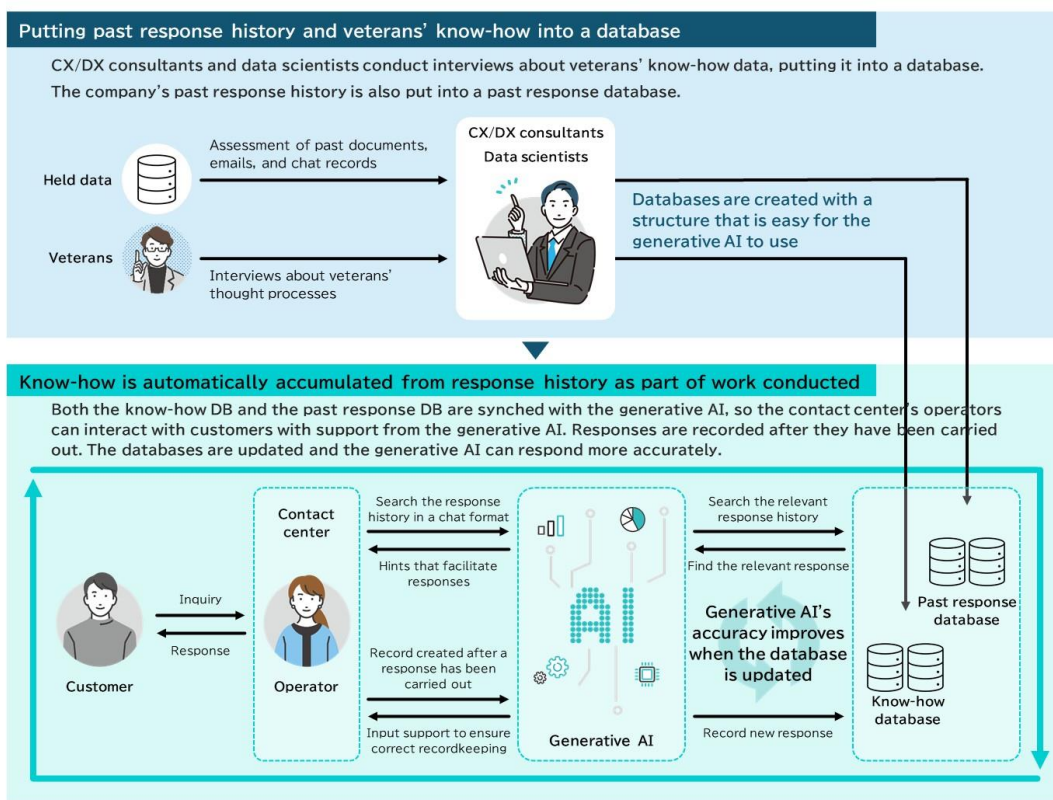 Putting past response history and veterans' know-how into a database
CX/DX consultants and data scientists conduct interviews about veterans' know-how data, putting it into a database.
The company's past response history is also put into a past response database.
Held data
Assessment of past documents,
emails, and chat records
CX/DX consultants
Data scientists
Databases are created with a
structure that is easy for the
generative AI to use
Veterans
Interviews about veterans'
thought processes
Know-how is automatically accumulated from response history as part of work conducted
Both the know-how DB and the past response DB are synched with the generative AI, so the contact center's operators
can interact with customers with support from the generative AI. Responses are recorded after they have been carried
out. The databases are updated and the generative AI can respond more accurately.
Customer
Inquiry
Response
Contact
center
Operator
Search the response
history in a chat format
Hints that facilitate
responses
Record created after a
response has been
carried out
Input support to ensure
correct recordkeeping
AI
Generative AI
Search the relevant
response history
Find the relevant response
Generative AI's
accuracy improves
when the database
is updated
Record new response
Past response
database
Know-how
database